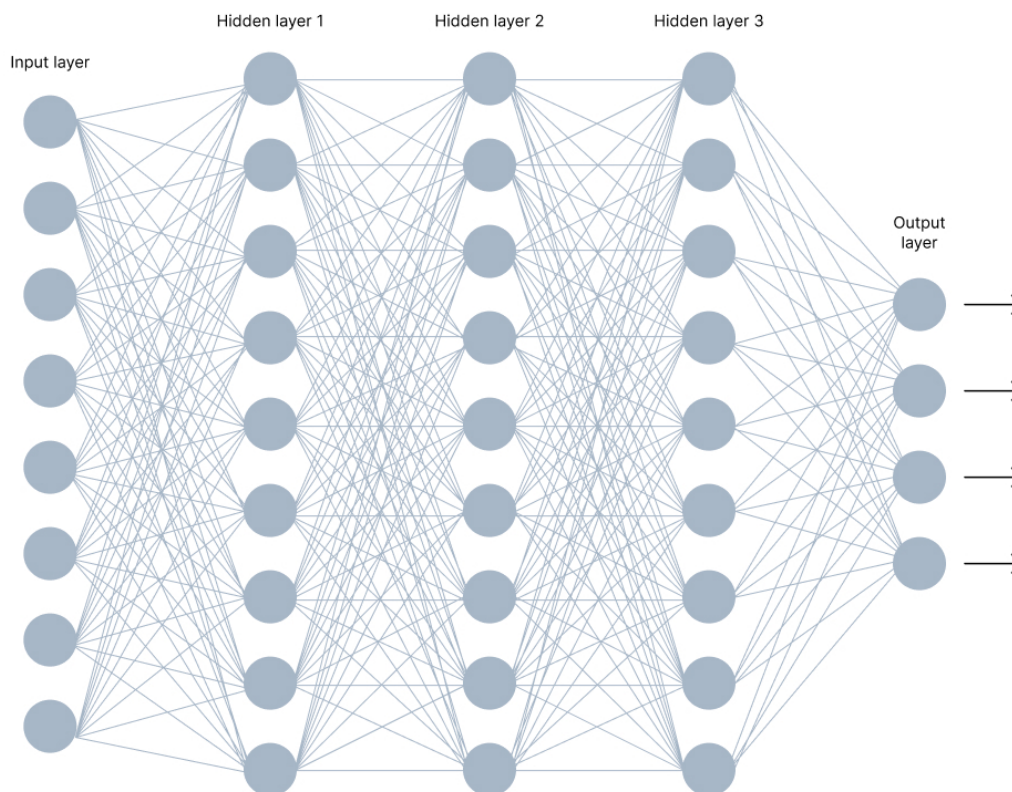 Hidden layer 1
Hidden layer 2
Hidden layer 3
Input layer
Output
layer